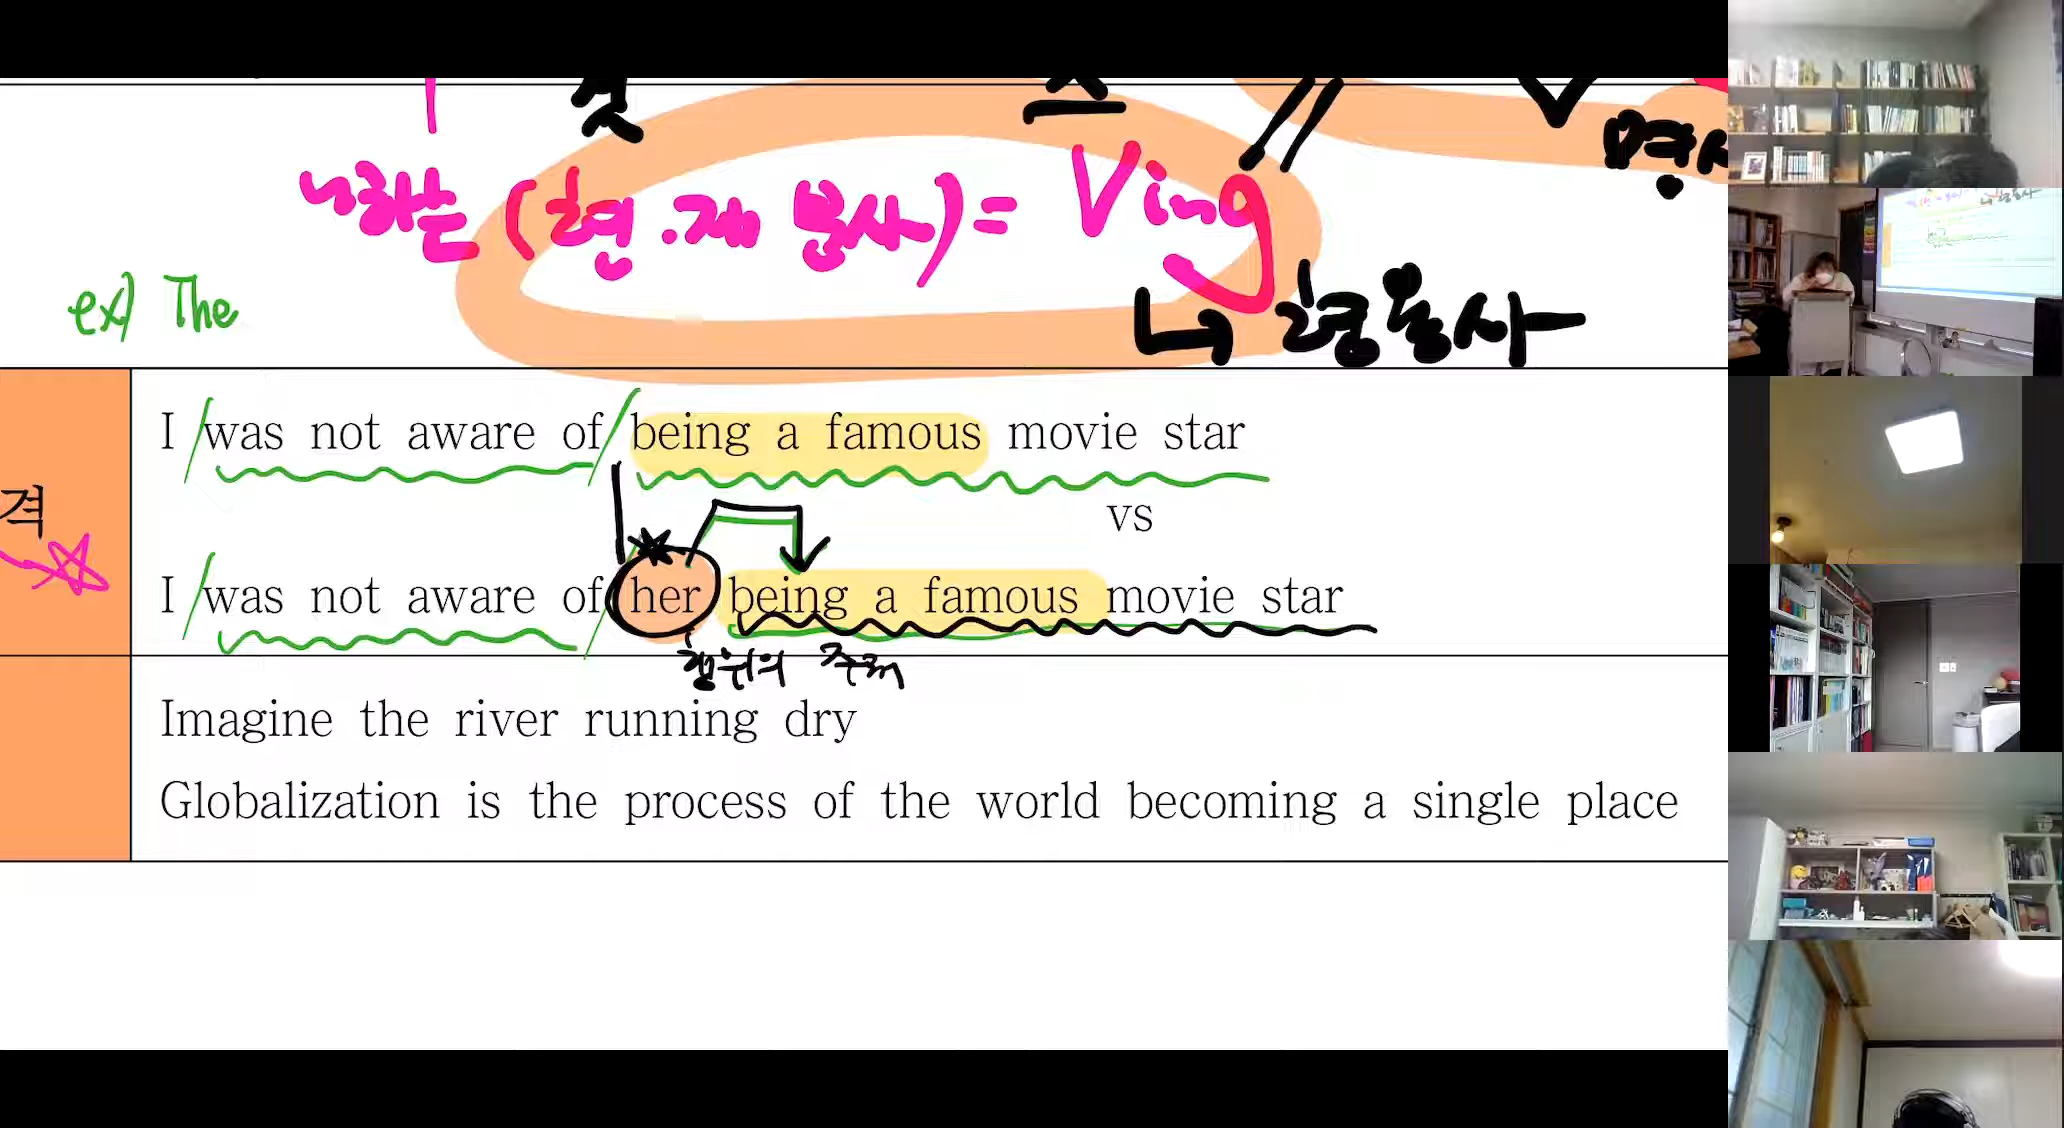 ~하는 (현.재 분사) = Ving
↳ 형용사
ex) The
I was not aware of being a famous movie star
vs
격
I was not aware of her being a famous movie star
행위의 주체
Imagine the river running dry
Globalization is the process of the world becoming a single place